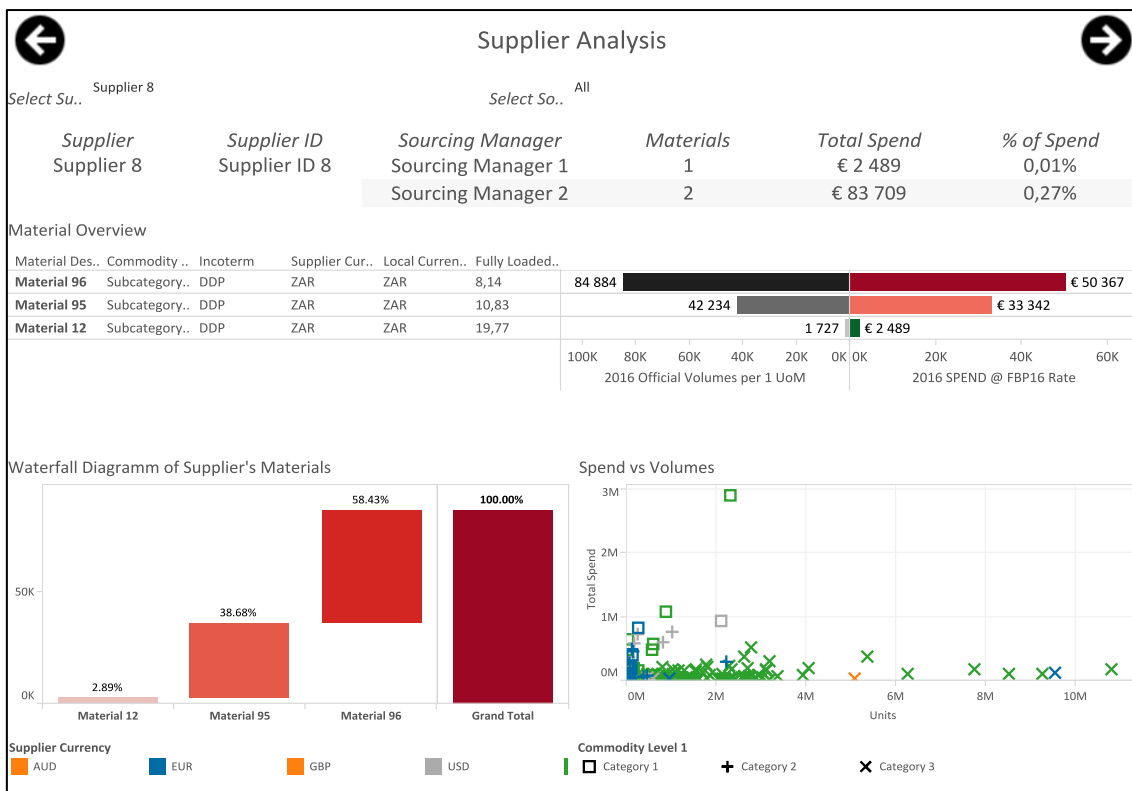 Supplier Analysis
Select Su.. Supplier 8 Select So.. All
Supplier Supplier ID Sourcing Manager Materials Total Spend % of Spend
Supplier 8 Supplier ID 8 Sourcing Manager 1 1 € 2 489 0,01%
Sourcing Manager 2 2 € 83 709 0,27%
Material Overview
Material Des.. Commodity .. Incoterm Supplier Cur.. Local Curren.. Fully Loaded..
Material 96 Subcategory.. DDP ZAR ZAR 8,14 84 884 € 50 367
Material 95 Subcategory.. DDP ZAR ZAR 10,83 42 234 € 33 342
Material 12 Subcategory.. DDP ZAR ZAR 19,77 1 727 € 2 489
100K 80K 60K 40K 20K 0K 0K 20K 40K 60K
2016 Official Volumes per 1 UoM 2016 SPEND @ FBP16 Rate
Waterfall Diagramm of Supplier's Materials
58.43% 100.00%
50K
38.68%
0K
2.89%
Material 12 Material 95 Material 96 Grand Total
Spend vs Volumes
3M
2M
Total Spend
1M
0M
0M 2M 4M 6M 8M 10M
Units
Supplier Currency
AUD EUR GBP USD
Commodity Level 1
Category 1 Category 2 Category 3